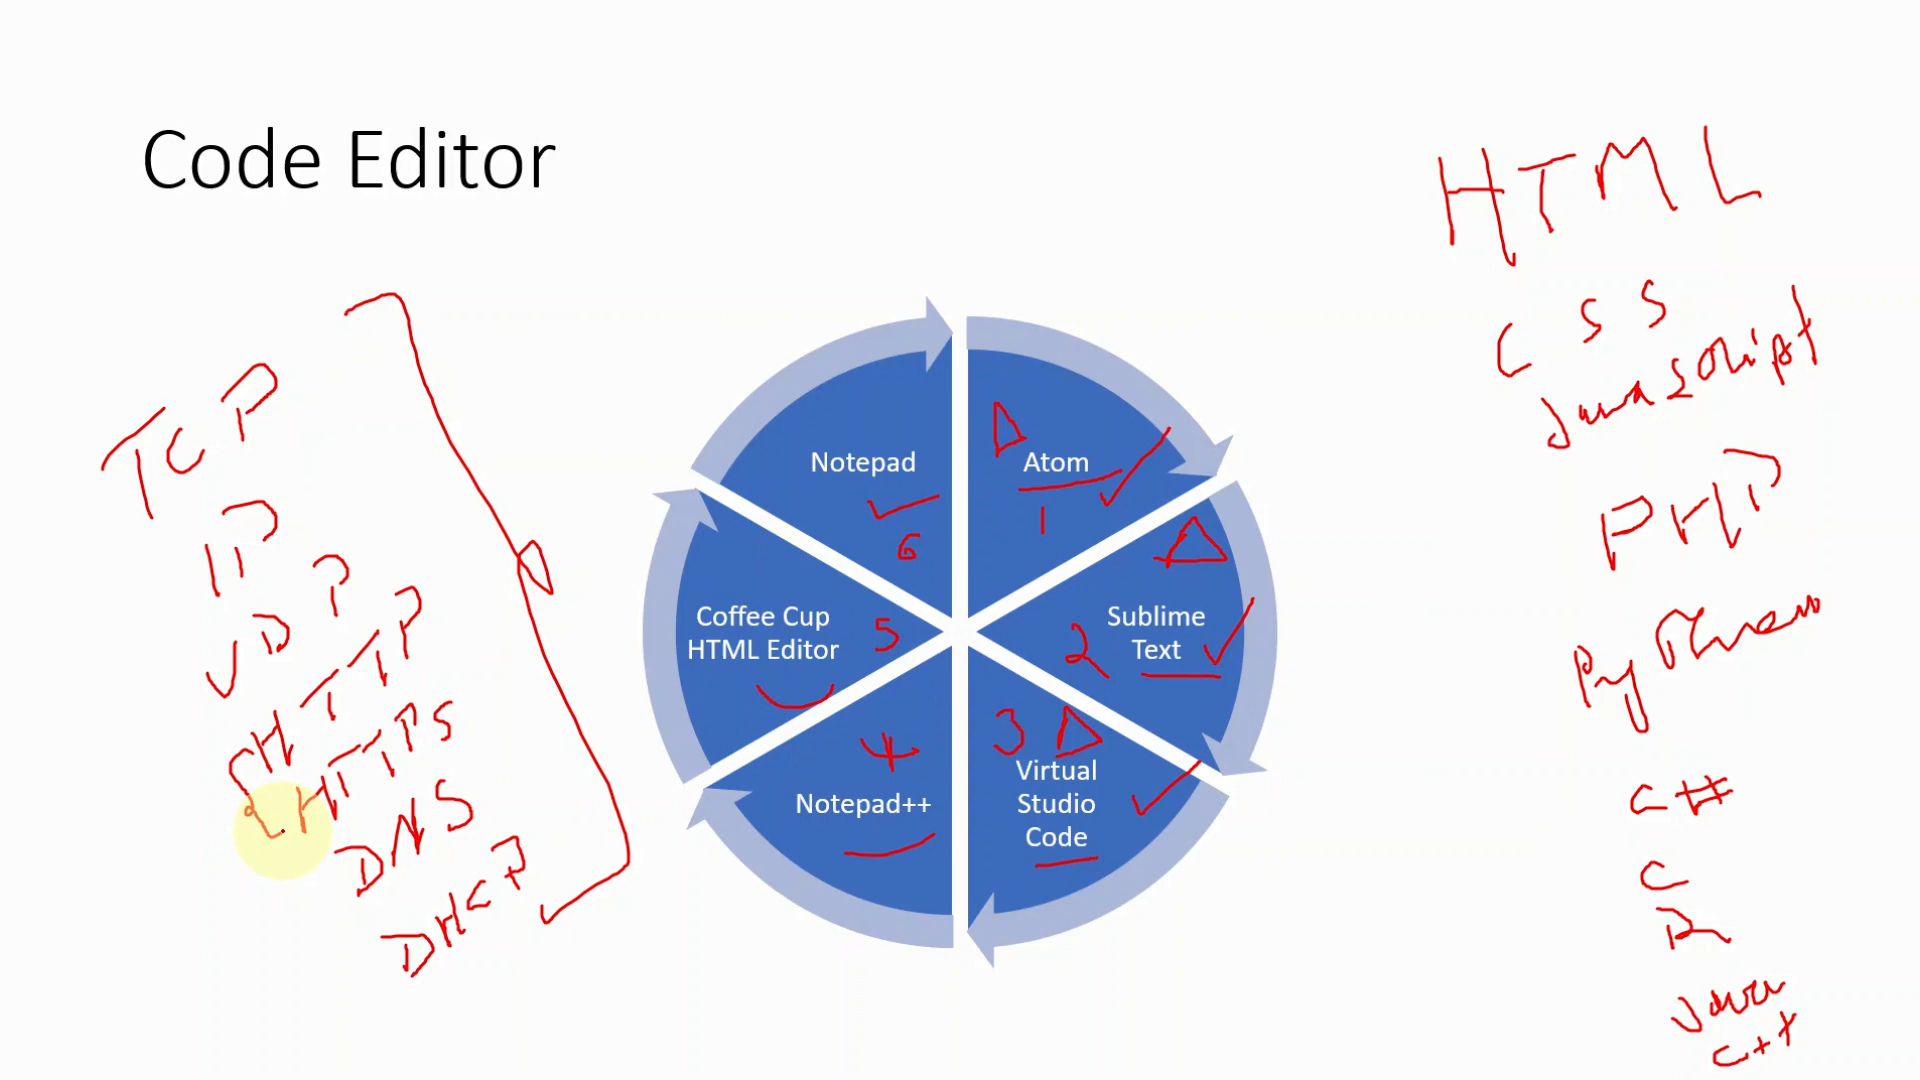 Code Editor
TCP
IP
UDP
HTTP
HTTPS
DNS
DHCP
Notepad
6
Atom
1
Sublime
Text
2
3
Virtual
Studio
Code
4
Notepad++
Coffee Cup
HTML Editor
5
HTML
CSS
JavaScript
PHP
Python
C#
C
R
Java
C++